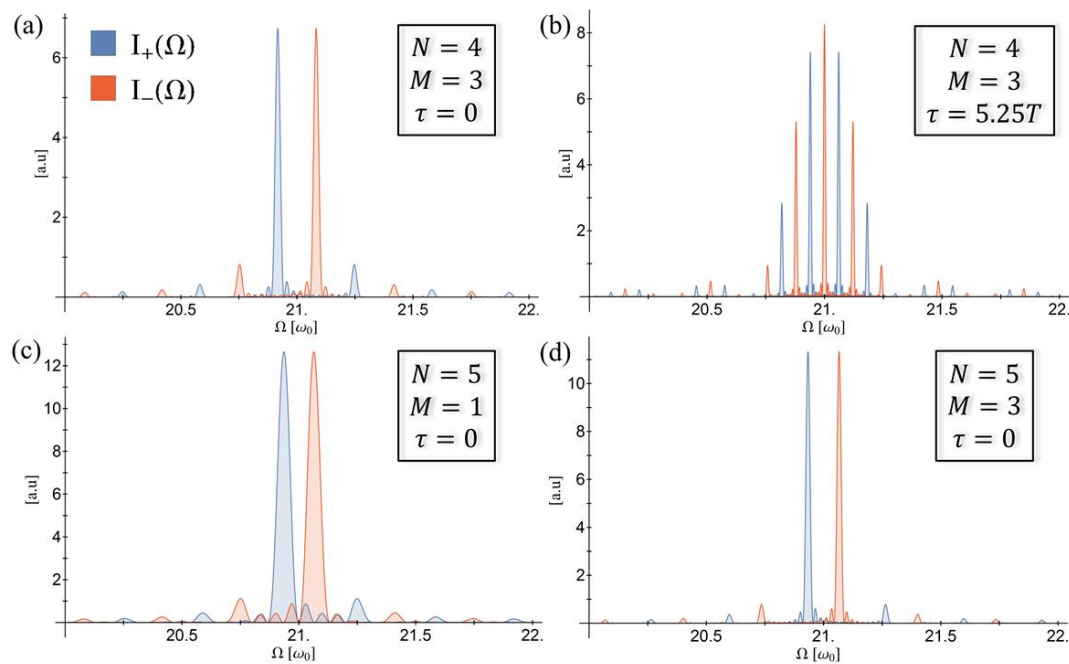 (a)
6
4
2
[a.u]
I₊(Ω)
I₋(Ω)
N = 4
M = 3
τ = 0
20.5
21.
21.5
22.
Ω [ω₀]
(b)
8
6
4
2
[a.u]
N = 4
M = 3
τ = 5.25T
20.5
21.
21.5
22.
Ω [ω₀]
(c)
12
10
8
6
4
2
[a.u]
N = 5
M = 1
τ = 0
20.5
21.
21.5
22.
Ω [ω₀]
(d)
10
8
6
4
2
[a.u]
N = 5
M = 3
τ = 0
20.5
21.
21.5
22.
Ω [ω₀]